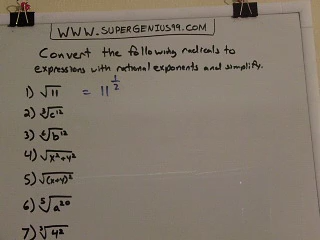 WWW.SUPERGENIUS99.COM
Convert the following radicals to
expressions with rational exponents and simplify.
1) √11 = 11^(1/2)
2) ∛c¹²
3) ∜b¹²
4) √x²+y²
5) √(x+y)²
6) ⁵√a²⁰
7) ∛4²